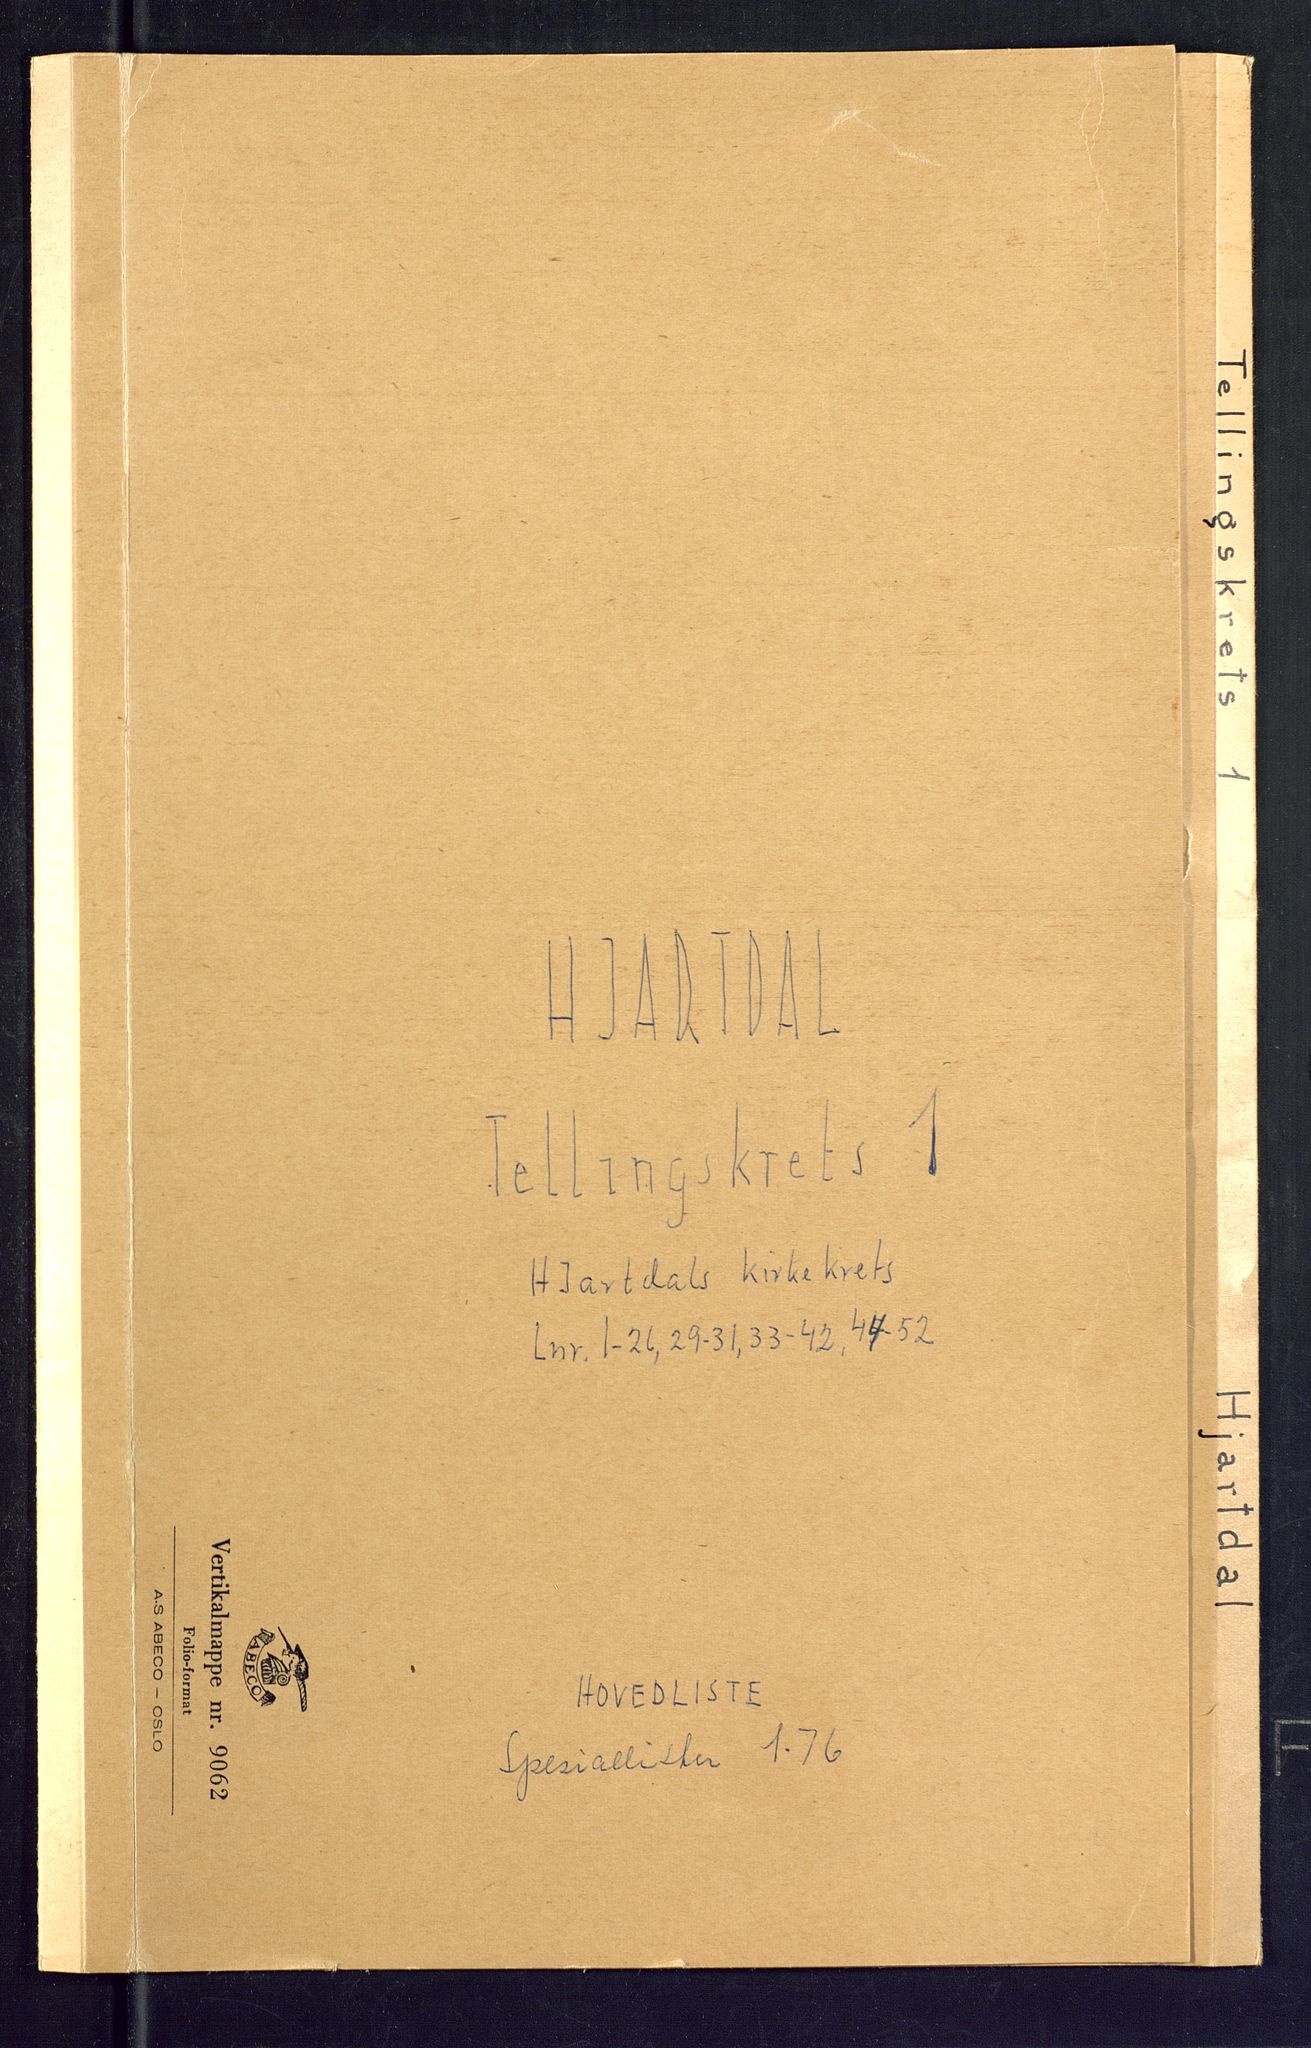 HJARTDAL
Tellingskrets 1
HJartdals kirkekrets
Lnr. 1-26, 29-31, 33-42, 44-52
HOVEDLISTE
Spesiallister 1-76
Tellingskrets 1
Hjartdal
ABECO
Vertikalmappe nr. 9062
Folio-format
A.S ABECO – OSLO